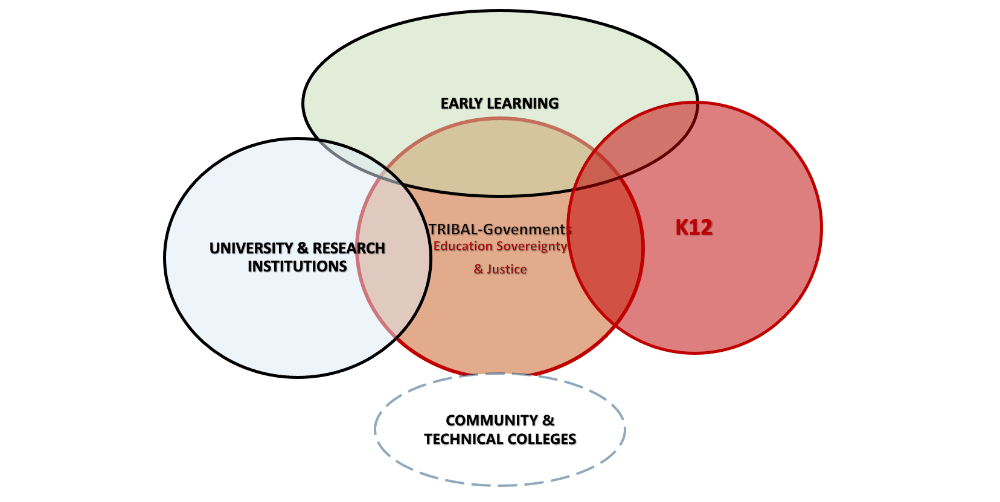 EARLY LEARNING
TRIBAL-Govenments
Education Sovereignty
& Justice
K12
UNIVERSITY & RESEARCH
INSTITUTIONS
COMMUNITY &
TECHNICAL COLLEGES